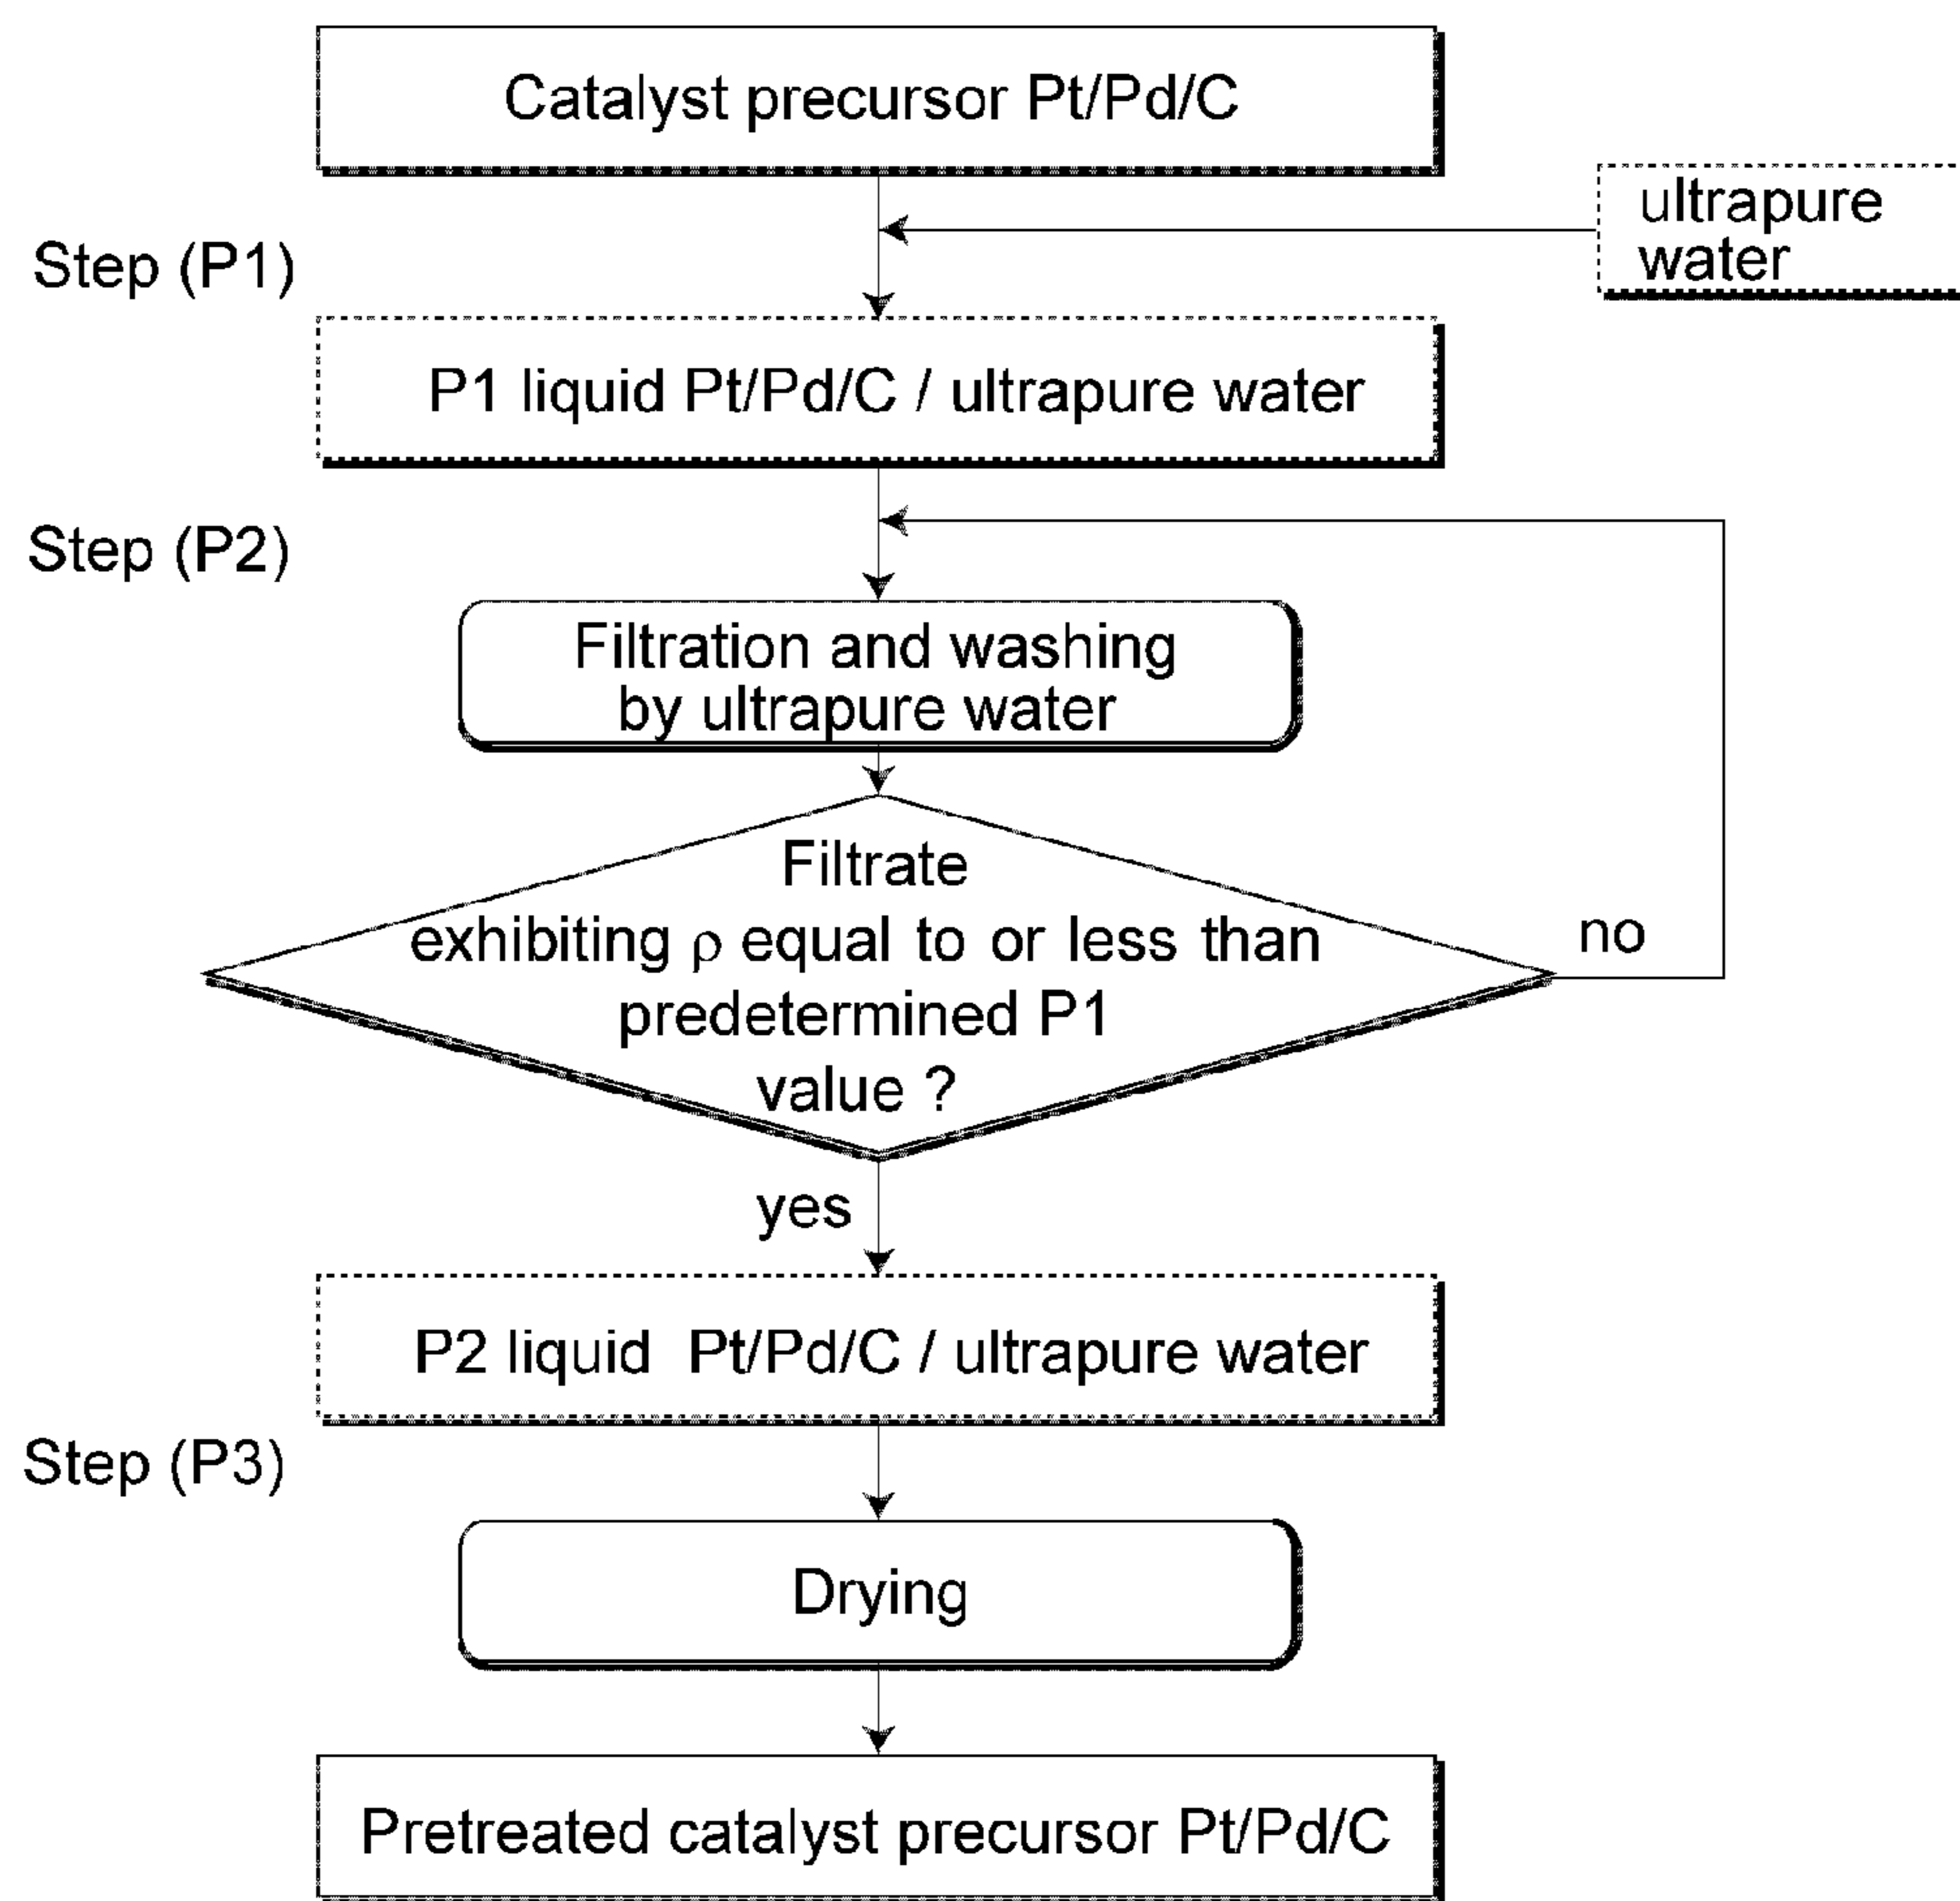 Catalyst precursor Pt/Pd/C
ultrapure
water
Step (P1)
P1 liquid Pt/Pd/C / ultrapure water
Step (P2)
Filtration and washing
by ultrapure water
Filtrate
exhibiting ρ equal to or less than
predetermined P1
value ?
no
yes
P2 liquid Pt/Pd/C / ultrapure water
Step (P3)
Drying
Pretreated catalyst precursor Pt/Pd/C